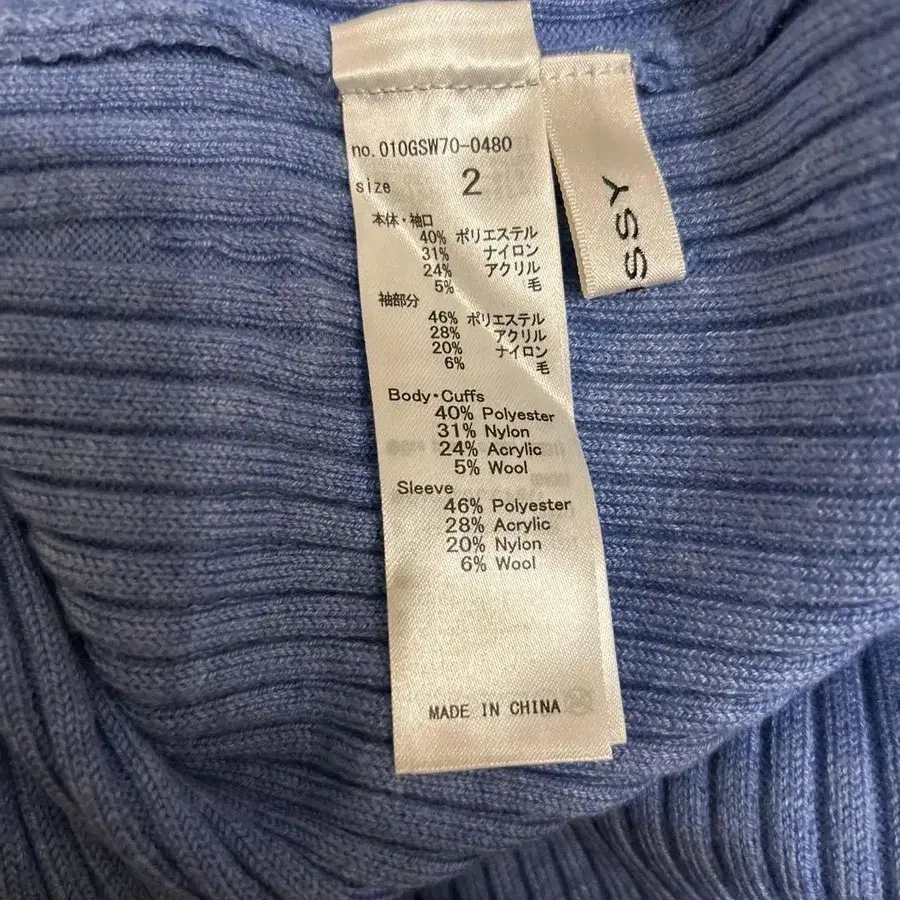 no.010GSW70-0480
size 2
本体・袖口
40% ポリエステル
31% ナイロン
24% アクリル
5% 毛
袖部分
46% ポリエステル
28% アクリル
20% ナイロン
6% 毛
Body・Cuffs
40% Polyester
31% Nylon
24% Acrylic
5% Wool
Sleeve
46% Polyester
28% Acrylic
20% Nylon
6% Wool
MADE IN CHINA
SSY